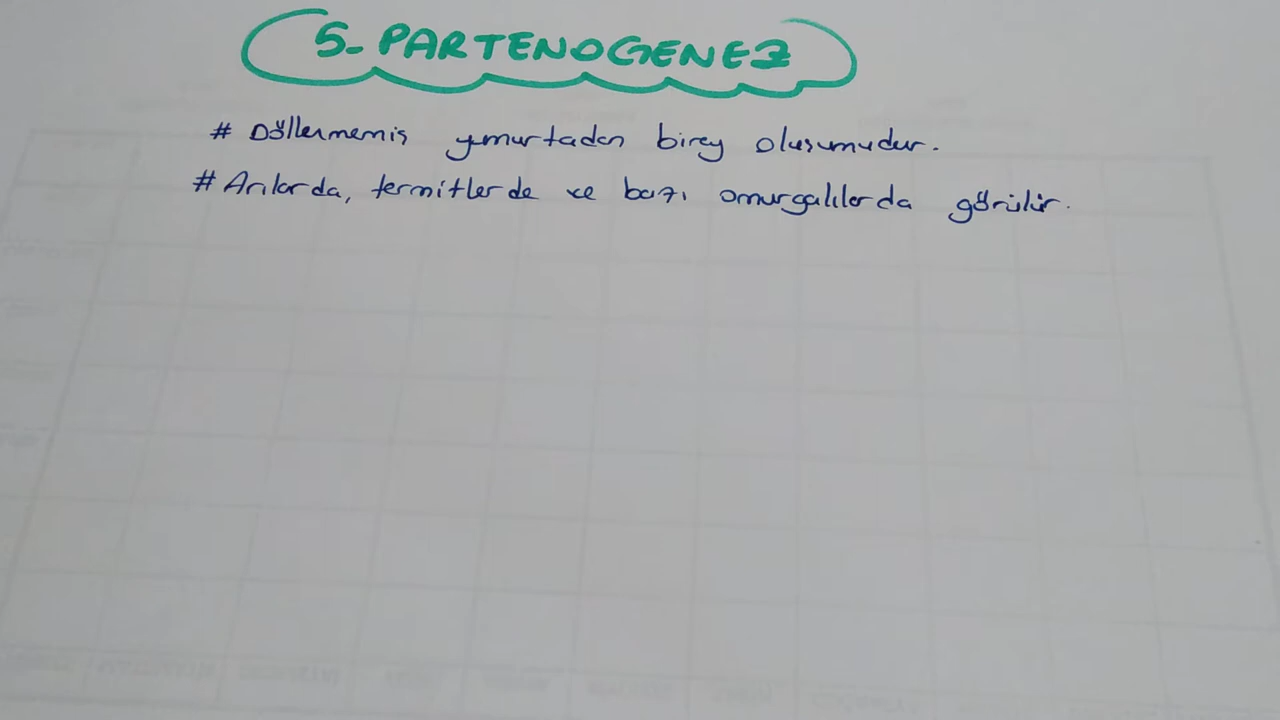 5- PARTENOGENEZ
# Döllenmemiş yumurtadan birey oluşumudur.
# Arılarda, termitlerde ve bazı omurgalılarda görülür.